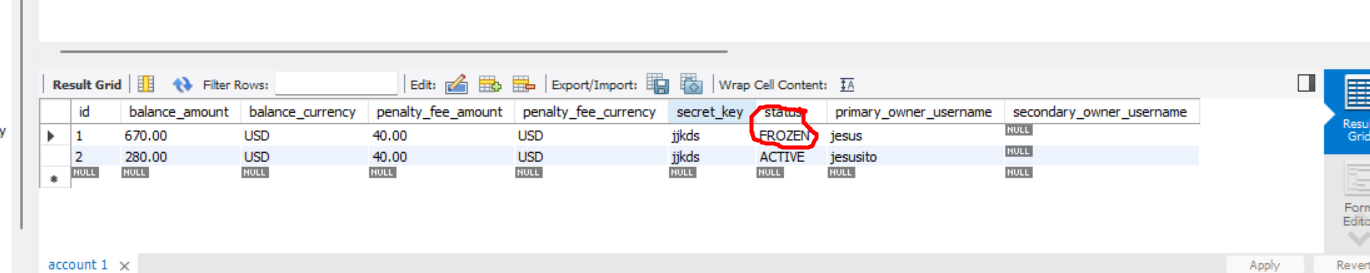 y
Result Grid Filter Rows: Edit: Export/Import: Wrap Cell Content:
id balance_amount balance_currency penalty_fee_amount penalty_fee_currency secret_key status primary_owner_username secondary_owner_username
1 670.00 USD 40.00 USD jjkds FROZEN jesus NULL
2 280.00 USD 40.00 USD jjkds ACTIVE jesusito NULL
NULL NULL NULL NULL NULL NULL NULL NULL NULL
Resu
Grid
Form
Edito
account 1 Apply Revert